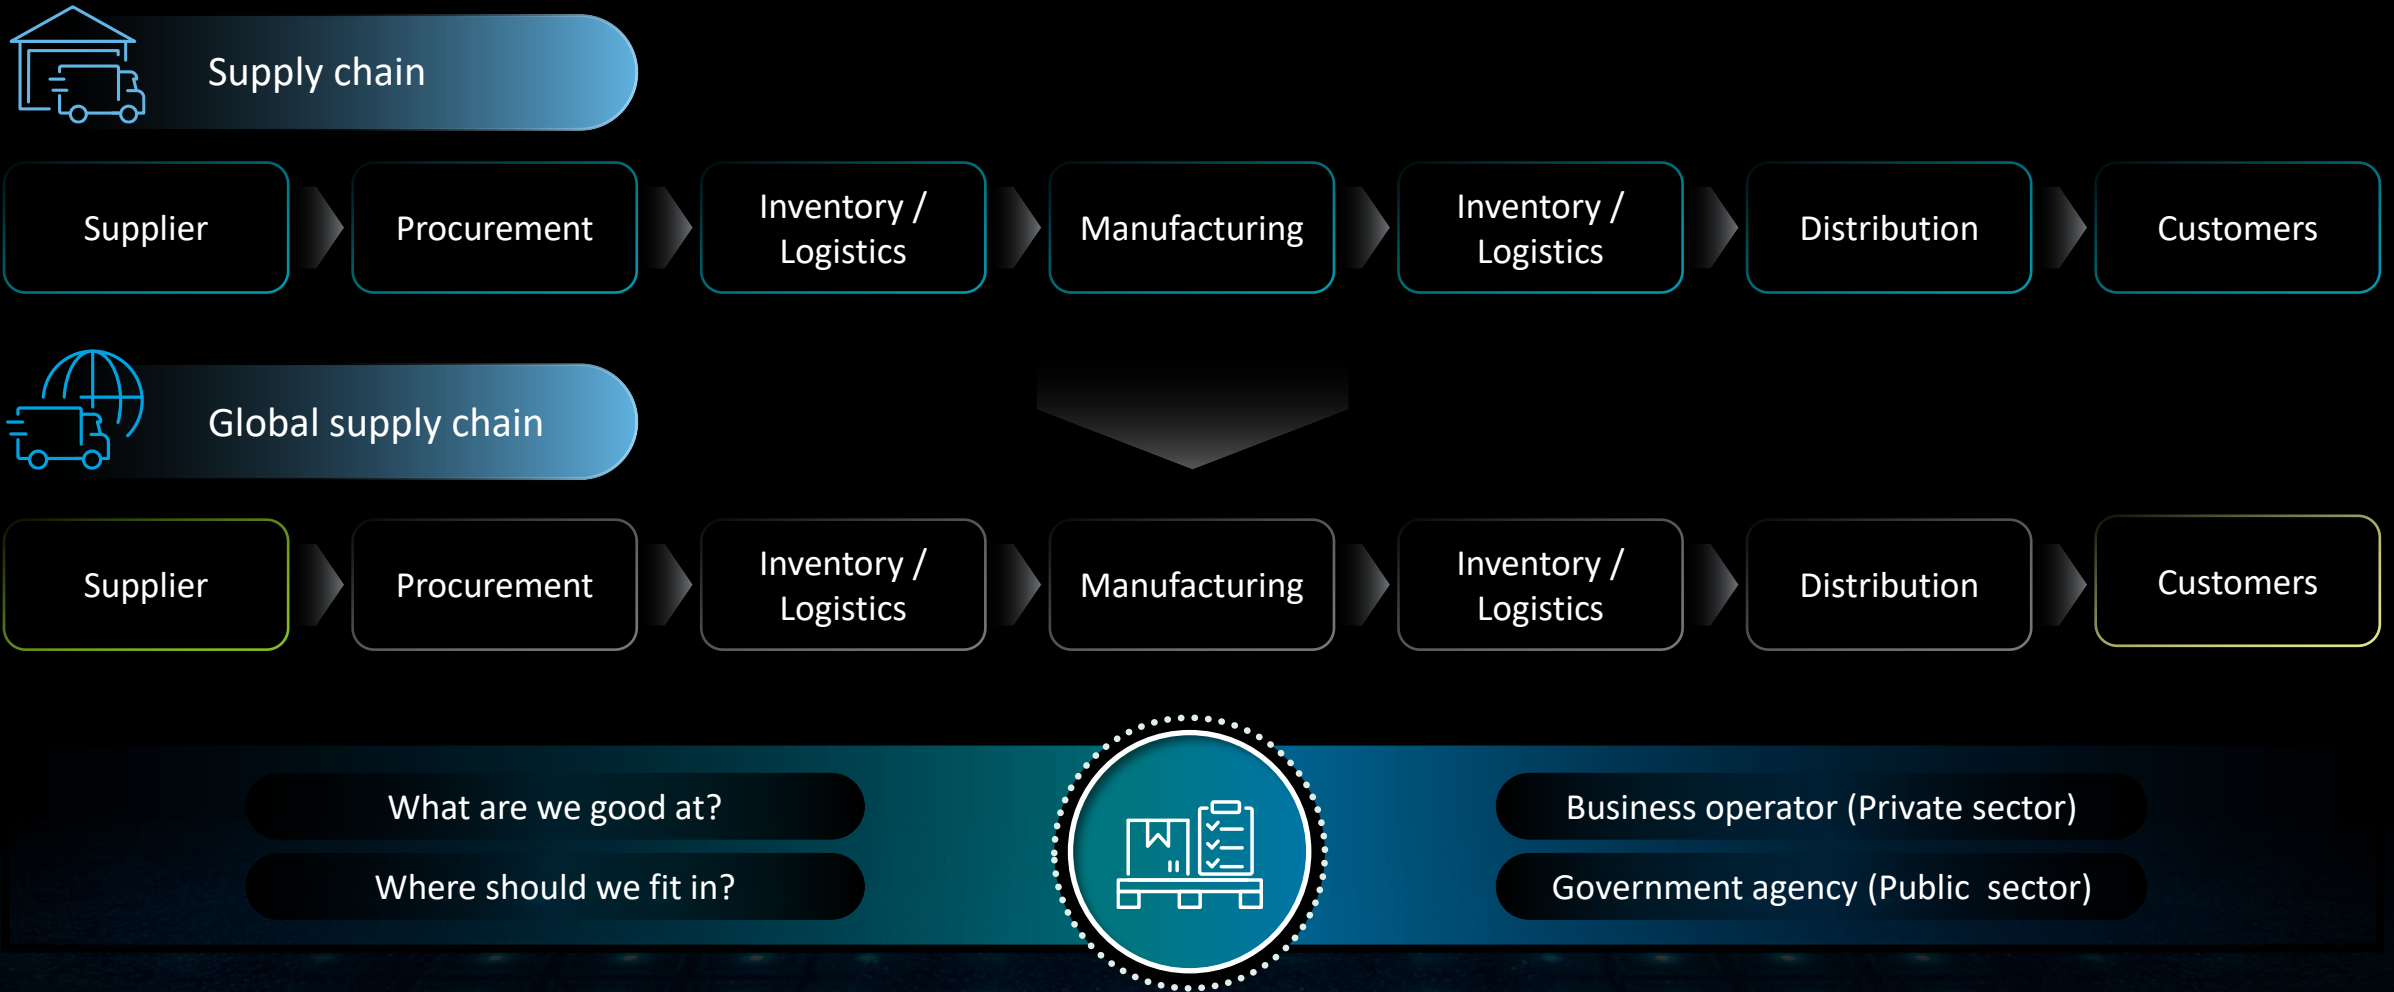 Supply chain
Supplier
Procurement
Inventory /
Logistics
Manufacturing
Inventory /
Logistics
Distribution
Customers
Global supply chain
Supplier
Procurement
Inventory /
Logistics
Manufacturing
Inventory /
Logistics
Distribution
Customers
What are we good at?
Where should we fit in?
Business operator (Private sector)
Government agency (Public  sector)